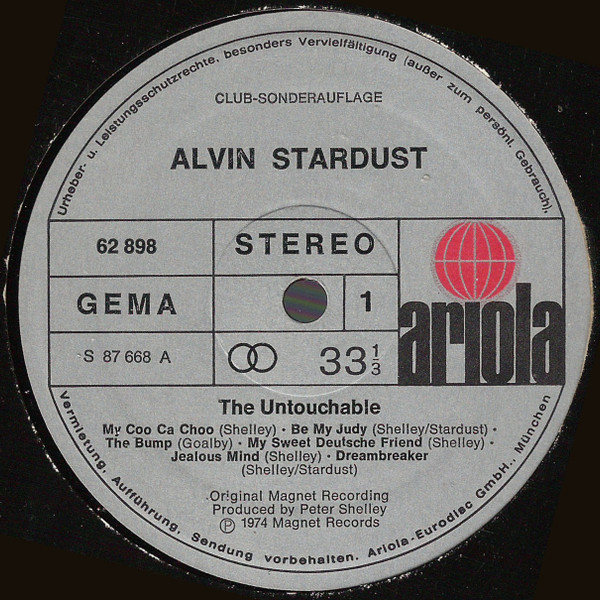 Urheber- u. Leistungsschutzrechte, besonders Vervielfältigung (außer zum persönl. Gebrauch),
CLUB-SONDERAUFLAGE
ALVIN STARDUST
62 898
STEREO
GEMA
1
S 87 668 A
33 1/3
ariola
The Untouchable
My Coo Ca Choo (Shelley) · Be My Judy (Shelley/Stardust) ·
The Bump (Goalby) · My Sweet Deutsche Friend (Shelley) ·
Jealous Mind (Shelley) · Dreambreaker
(Shelley/Stardust)
Original Magnet Recording
Produced by Peter Shelley
℗ 1974 Magnet Records
Vermietung, Aufführung, Sendung vorbehalten. Ariola-Eurodisc GmbH., München